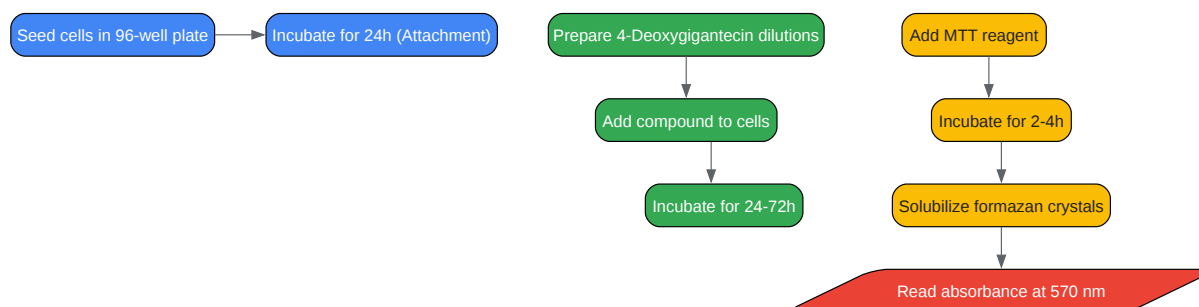 Seed cells in 96-well plate
Incubate for 24h (Attachment)
Prepare 4-Deoxygigantecin dilutions
Add compound to cells
Incubate for 24-72h
Add MTT reagent
Incubate for 2-4h
Solubilize formazan crystals
Read absorbance at 570 nm